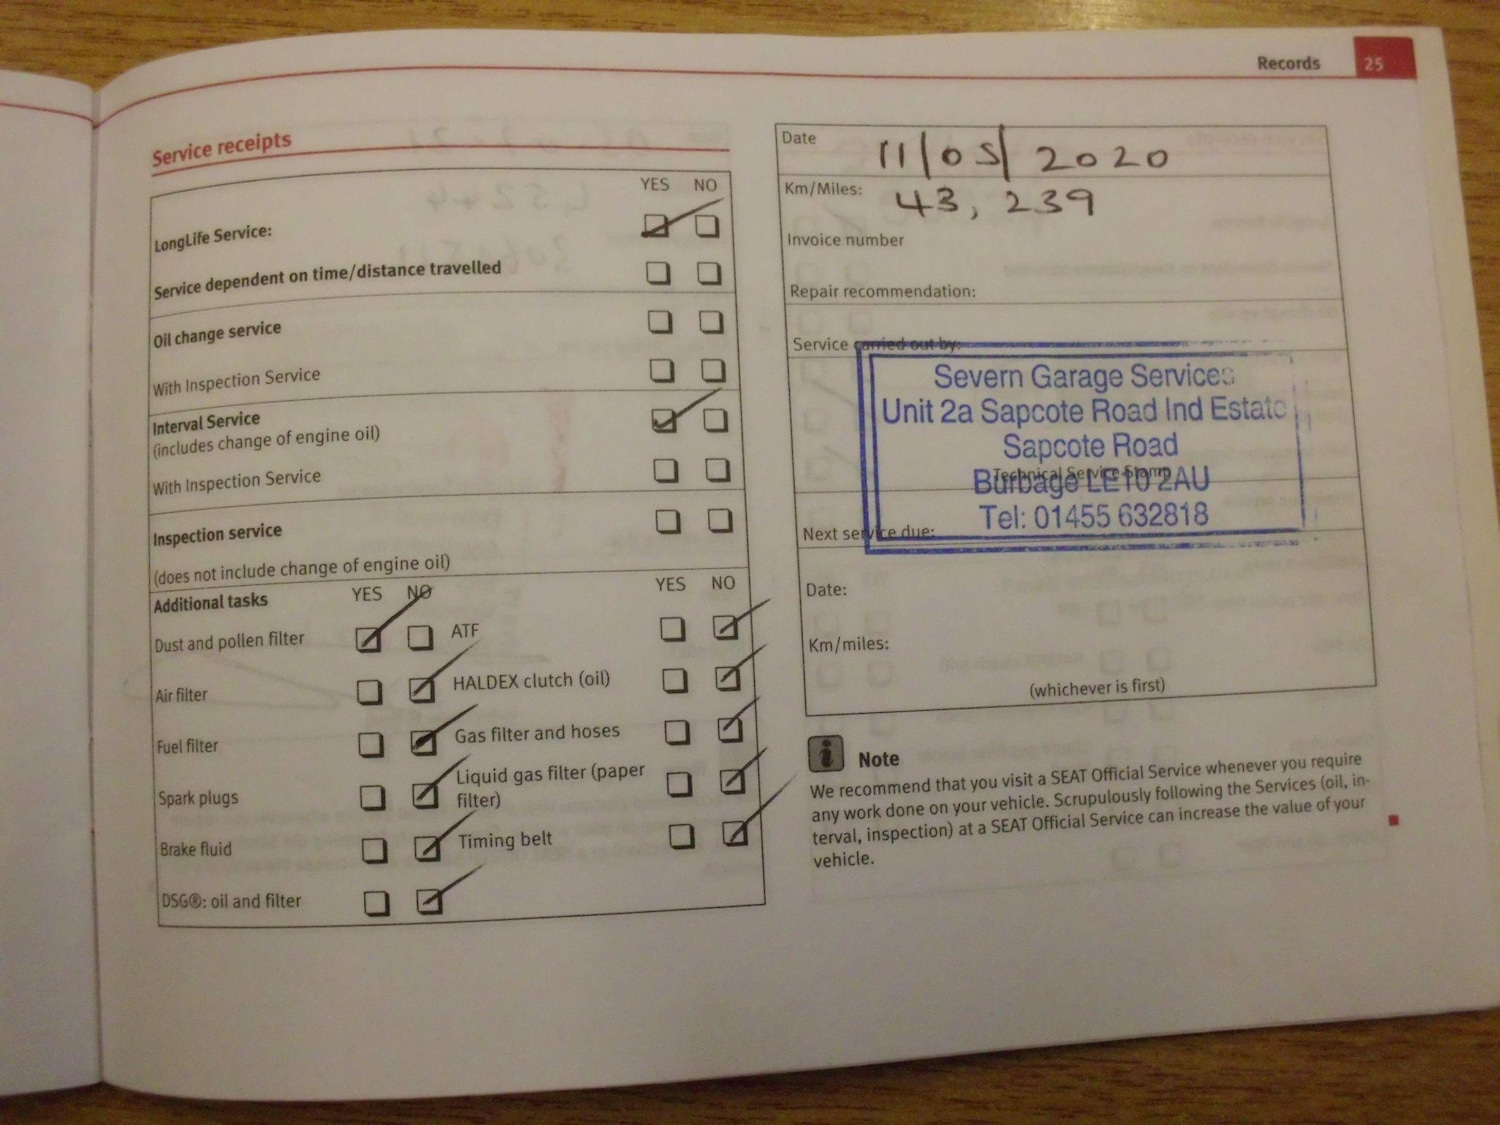 Records 25
Service receipts
YES NO
LongLife Service:
Service dependent on time/distance travelled
Oil change service
With Inspection Service
Interval Service
(includes change of engine oil)
With Inspection Service
Inspection service
(does not include change of engine oil)
Additional tasks YES NO YES NO
Dust and pollen filter ATF
Air filter HALDEX clutch (oil)
Fuel filter Gas filter and hoses
Spark plugs Liquid gas filter (paper
filter)
Brake fluid Timing belt
DSG®: oil and filter
Date 11/05/2020
Km/Miles: 43,239
Invoice number
Repair recommendation:
Service carried out by:
Severn Garage Services
Unit 2a Sapcote Road Ind Estate
Sapcote Road
Technical Service Stamp
Burbage LE10 2AU
Tel: 01455 632818
Next service due:
Date:
Km/miles:
(whichever is first)
Note
We recommend that you visit a SEAT Official Service whenever you require
any work done on your vehicle. Scrupulously following the Services (oil, in-
terval, inspection) at a SEAT Official Service can increase the value of your
vehicle.